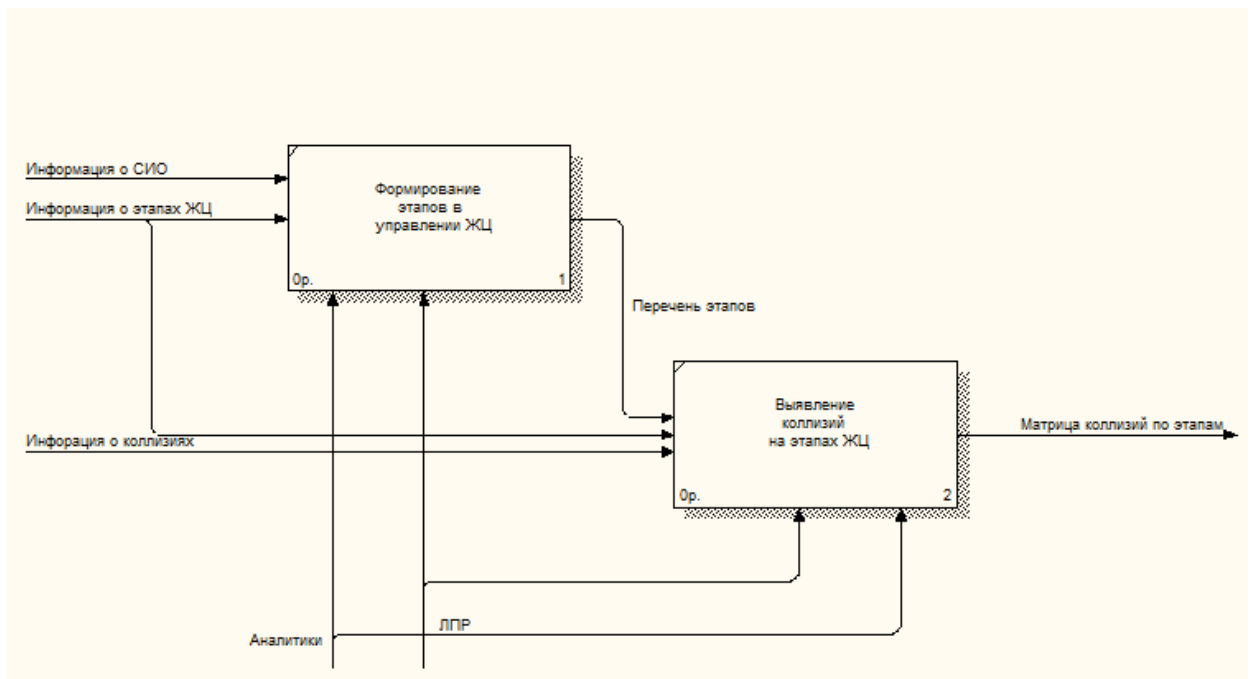 Информация о СИО
Информация о этапах ЖЦ
Формирование
этапов в
управлении ЖЦ
0р.
1
Перечень этапов
Инфорация о коллизиях
Выявление
коллизий
на этапах ЖЦ
0р.
2
Матрица коллизий по этапам
Аналитики
ЛПР